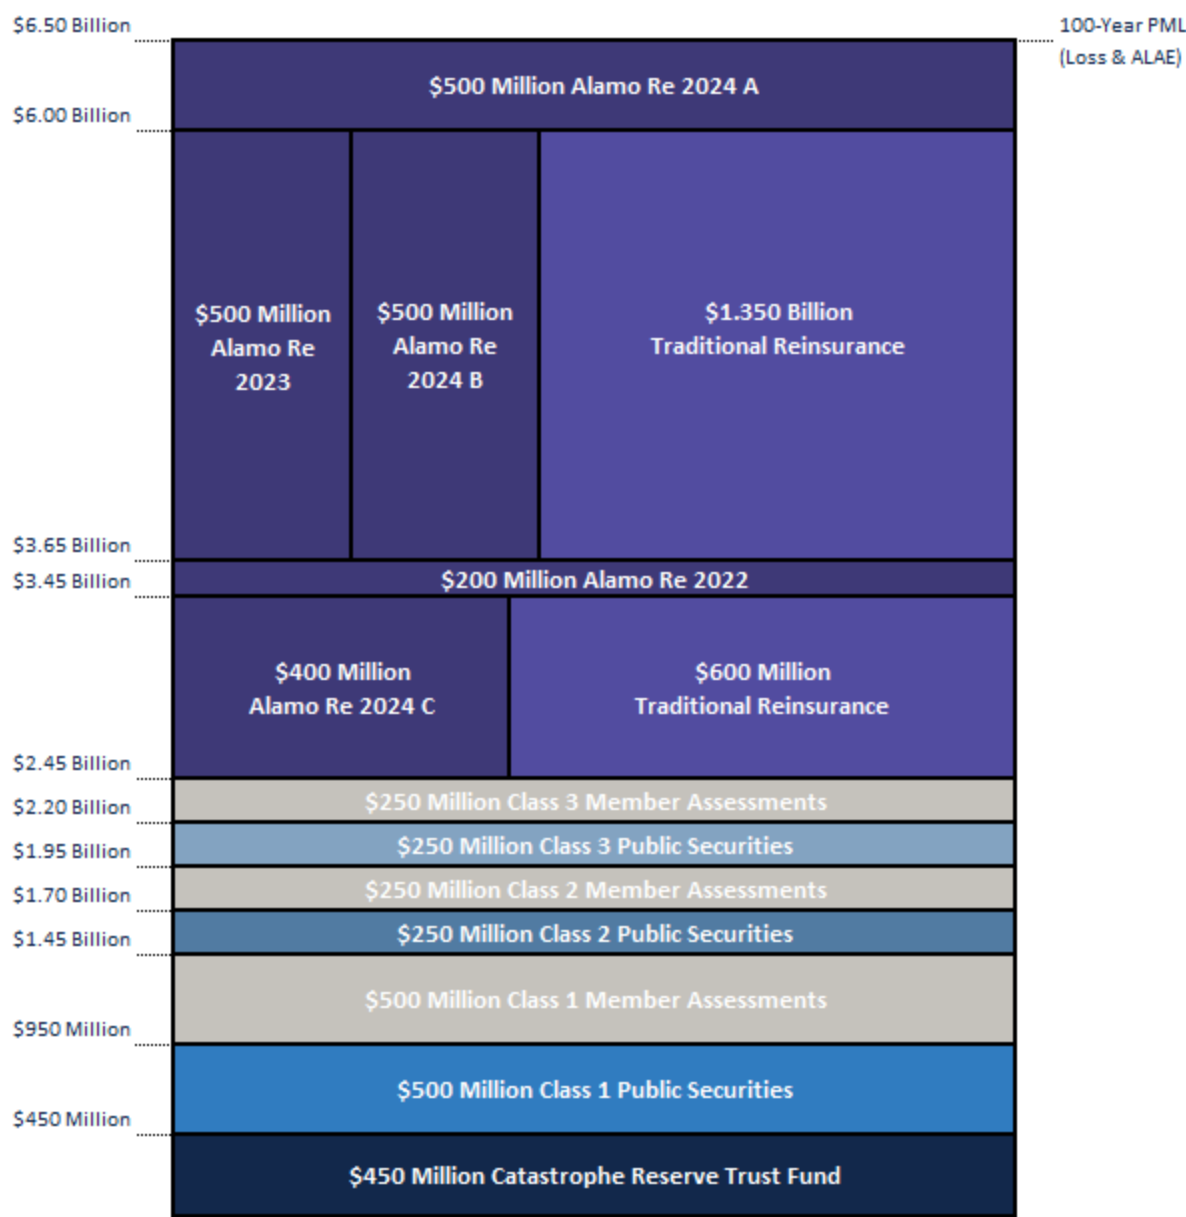 $6.50 Billion
100-Year PML
(Loss & ALAE)
$500 Million Alamo Re 2024 A
$6.00 Billion
$500 Million
Alamo Re
2023
$500 Million
Alamo Re
2024 B
$1.350 Billion
Traditional Reinsurance
$3.65 Billion
$200 Million Alamo Re 2022
$3.45 Billion
$400 Million
Alamo Re 2024 C
$600 Million
Traditional Reinsurance
$2.45 Billion
$250 Million Class 3 Member Assessments
$2.20 Billion
$250 Million Class 3 Public Securities
$1.95 Billion
$250 Million Class 2 Member Assessments
$1.70 Billion
$250 Million Class 2 Public Securities
$1.45 Billion
$500 Million Class 1 Member Assessments
$950 Million
$500 Million Class 1 Public Securities
$450 Million
$450 Million Catastrophe Reserve Trust Fund